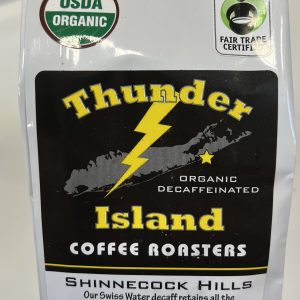 USDA
ORGANIC
FAIR TRADE
CERTIFIED
Thunder
ORGANIC
DECAFFEINATED
Island
COFFEE ROASTERS
SHINNECOCK HILLS
Our Swiss Water decaff retains all the